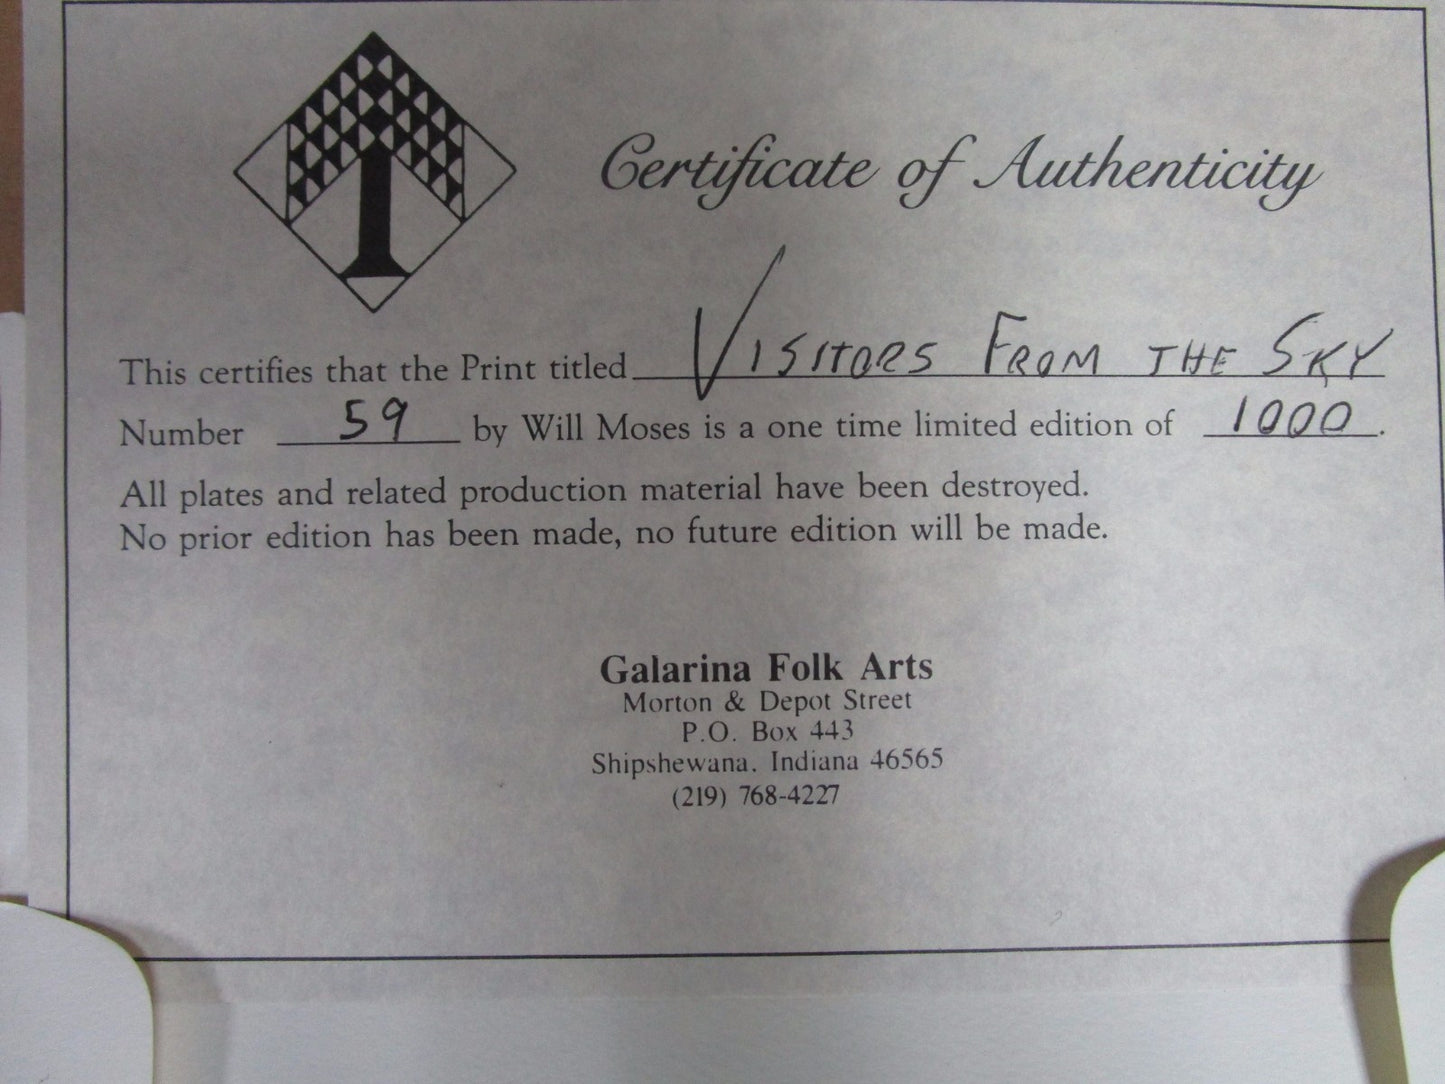 Certificate of Authenticity
This certifies that the Print titled VISITORS FROM THE SKY
Number 59 by Will Moses is a one time limited edition of 1000.
All plates and related production material have been destroyed.
No prior edition has been made, no future edition will be made.
Galarina Folk Arts
Morton & Depot Street
P.O. Box 443
Shipshewana, Indiana 46565
(219) 768-4227